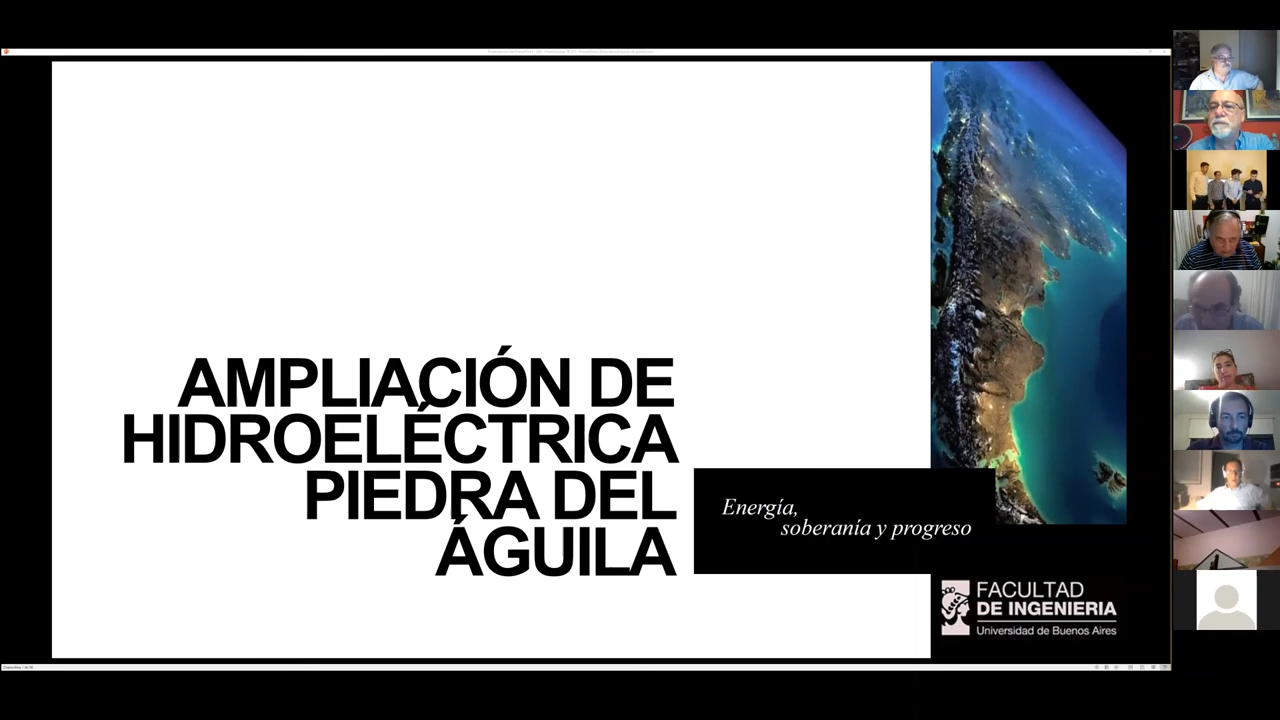 AMPLIACIÓN DE
HIDROELÉCTRICA
PIEDRA DEL
ÁGUILA
Energía,
soberanía y progreso
FACULTAD
DE INGENIERIA
Universidad de Buenos Aires